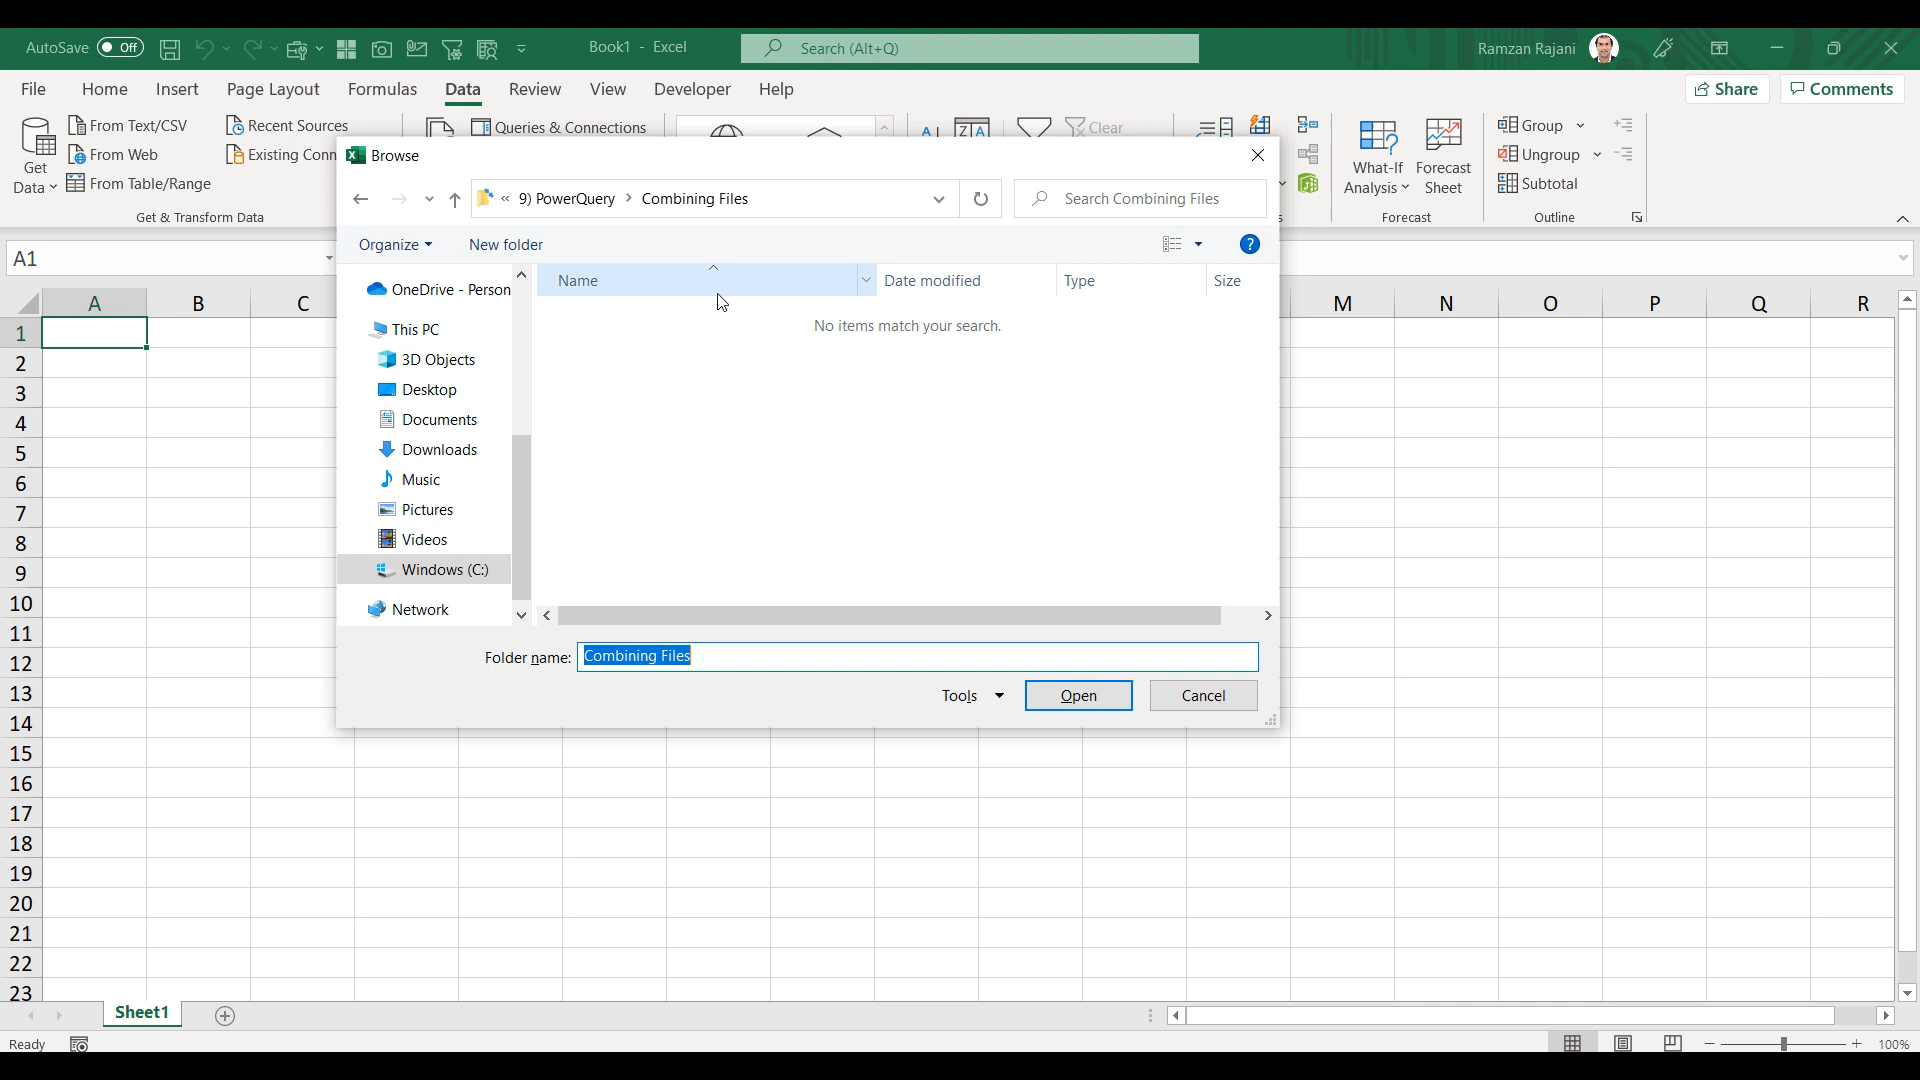 AutoSave Off Book1 - Excel Search (Alt+Q) Ramzan Rajani
File Home Insert Page Layout Formulas Data Review View Developer Help Share Comments
Get Data
From Text/CSV
From Web
From Table/Range
Recent Sources
Existing Conn
Get & Transform Data
Queries & Connections
Clear
What-If Analysis
Forecast Sheet
Forecast
Group
Ungroup
Subtotal
Outline
A1
Browse
« 9) PowerQuery > Combining Files
Search Combining Files
Organize New folder
Name Date modified Type Size
No items match your search.
OneDrive - Person
This PC
3D Objects
Desktop
Documents
Downloads
Music
Pictures
Videos
Windows (C:)
Network
Folder name: Combining Files
Tools Open Cancel
A B C M N O P Q R
1
2
3
4
5
6
7
8
9
10
11
12
13
14
15
16
17
18
19
20
21
22
23
Sheet1
Ready 100%